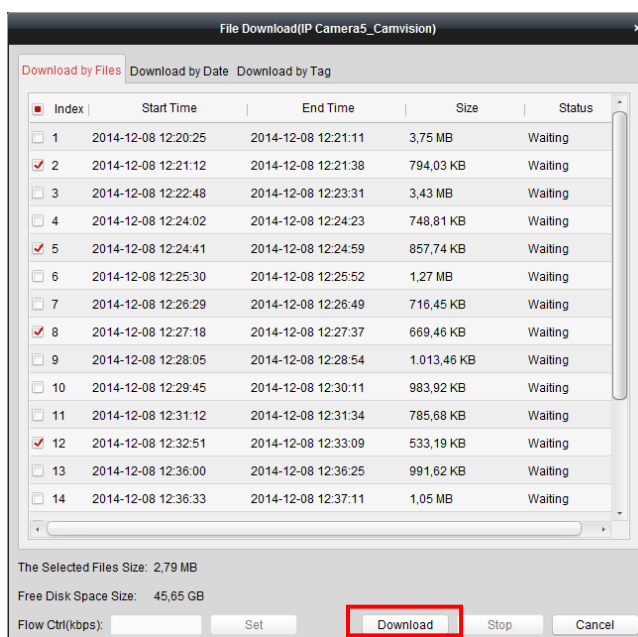 File Download(IP Camera5_Camvision)
Download by Files Download by Date Download by Tag
Index Start Time End Time Size Status
1 2014-12-08 12:20:25 2014-12-08 12:21:11 3,75 MB Waiting
2 2014-12-08 12:21:12 2014-12-08 12:21:38 794,03 KB Waiting
3 2014-12-08 12:22:48 2014-12-08 12:23:31 3,43 MB Waiting
4 2014-12-08 12:24:02 2014-12-08 12:24:23 748,81 KB Waiting
5 2014-12-08 12:24:41 2014-12-08 12:24:59 857,74 KB Waiting
6 2014-12-08 12:25:30 2014-12-08 12:25:52 1,27 MB Waiting
7 2014-12-08 12:26:29 2014-12-08 12:26:49 716,45 KB Waiting
8 2014-12-08 12:27:18 2014-12-08 12:27:37 669,46 KB Waiting
9 2014-12-08 12:28:05 2014-12-08 12:28:54 1.013,46 KB Waiting
10 2014-12-08 12:29:45 2014-12-08 12:30:11 983,92 KB Waiting
11 2014-12-08 12:31:12 2014-12-08 12:31:34 785,68 KB Waiting
12 2014-12-08 12:32:51 2014-12-08 12:33:09 533,19 KB Waiting
13 2014-12-08 12:36:00 2014-12-08 12:36:25 991,62 KB Waiting
14 2014-12-08 12:36:33 2014-12-08 12:37:11 1,05 MB Waiting
The Selected Files Size: 2,79 MB
Free Disk Space Size: 45,65 GB
Flow Ctrl(kbps): Set Download Stop Cancel